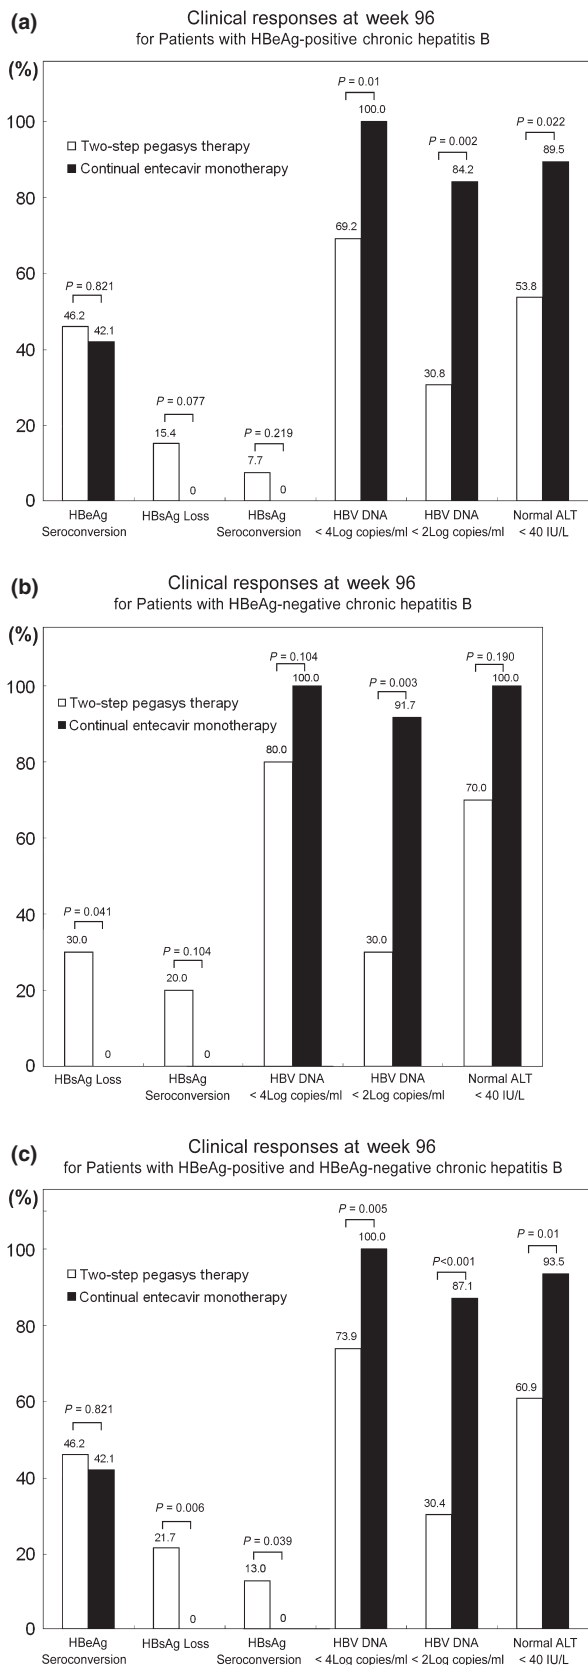 (a)
Clinical responses at week 96
for Patients with HBeAg-positive chronic hepatitis B
(%)
P = 0.01
100.0
100
P = 0.022
Two-step pegasys therapy
P = 0.002
89.5
Continual entecavir monotherapy
84.2
80
69.2
60
53.8
P = 0.821
46.2
42.1
40
30.8
P = 0.077
20
15.4
P = 0.219
7.7
0
0
0
HBeAg Seroconversion
HBsAg Loss
HBsAg Seroconversion
HBV DNA < 4Log copies/ml
HBV DNA < 2Log copies/ml
Normal ALT < 40 IU/L
(b)
Clinical responses at week 96
for Patients with HBeAg-negative chronic hepatitis B
(%)
P = 0.104
P = 0.190
100.0
100.0
100
P = 0.003
Two-step pegasys therapy
91.7
Continual entecavir monotherapy
80
80.0
70.0
60
40
P = 0.041
30.0
30.0
P = 0.104
20
20.0
0
0
0
HBsAg Loss
HBsAg Seroconversion
HBV DNA < 4Log copies/ml
HBV DNA < 2Log copies/ml
Normal ALT < 40 IU/L
(c)
Clinical responses at week 96
for Patients with HBeAg-positive and HBeAg-negative chronic hepatitis B
(%)
P = 0.005
100.0
P = 0.01
100
P<0.001
93.5
Two-step pegasys therapy
87.1
Continual entecavir monotherapy
80
73.9
60
60.9
P = 0.821
46.2
42.1
40
30.4
P = 0.006
21.7
20
P = 0.039
13.0
0
0
0
HBeAg Seroconversion
HBsAg Loss
HBsAg Seroconversion
HBV DNA < 4Log copies/ml
HBV DNA < 2Log copies/ml
Normal ALT < 40 IU/L